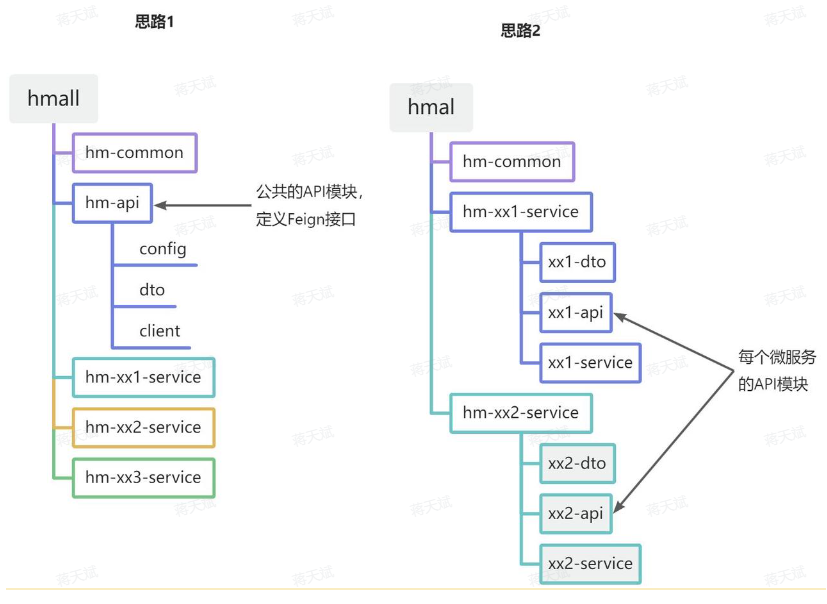 思路1
hmall
hm-common
hm-api
公共的API模块，
定义Feign接口
config
dto
client
hm-xx1-service
hm-xx2-service
hm-xx3-service
思路2
hmal
hm-common
hm-xx1-service
xx1-dto
xx1-api
xx1-service
每个微服务
的API模块
hm-xx2-service
xx2-dto
xx2-api
xx2-service
蒋天斌